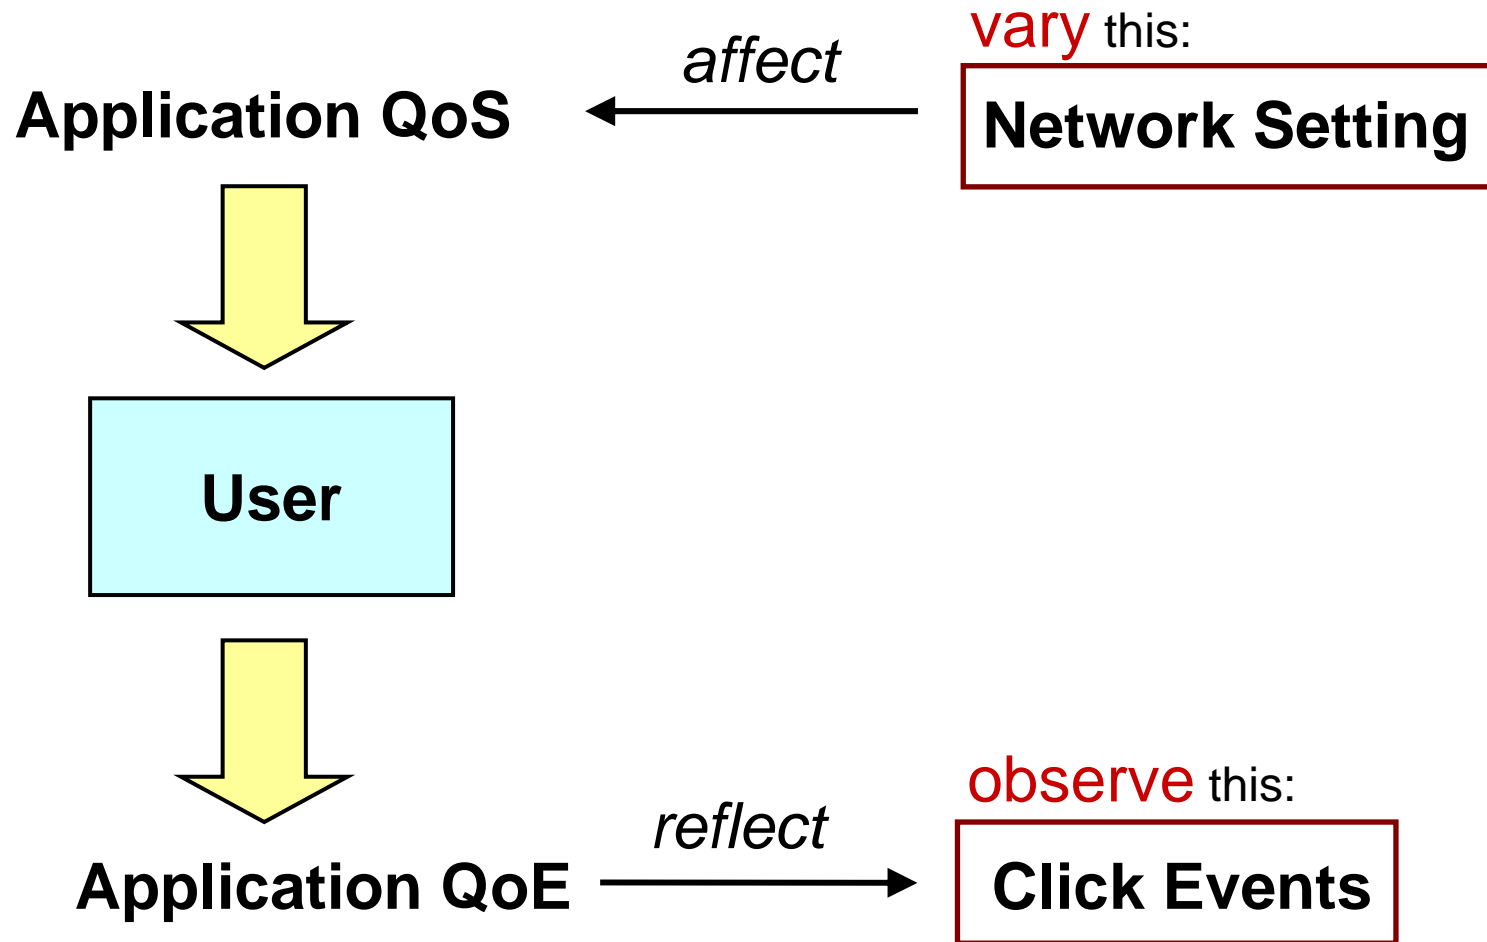 vary this:
affect
Application QoS
Network Setting
User
observe this:
reflect
Application QoE
Click Events